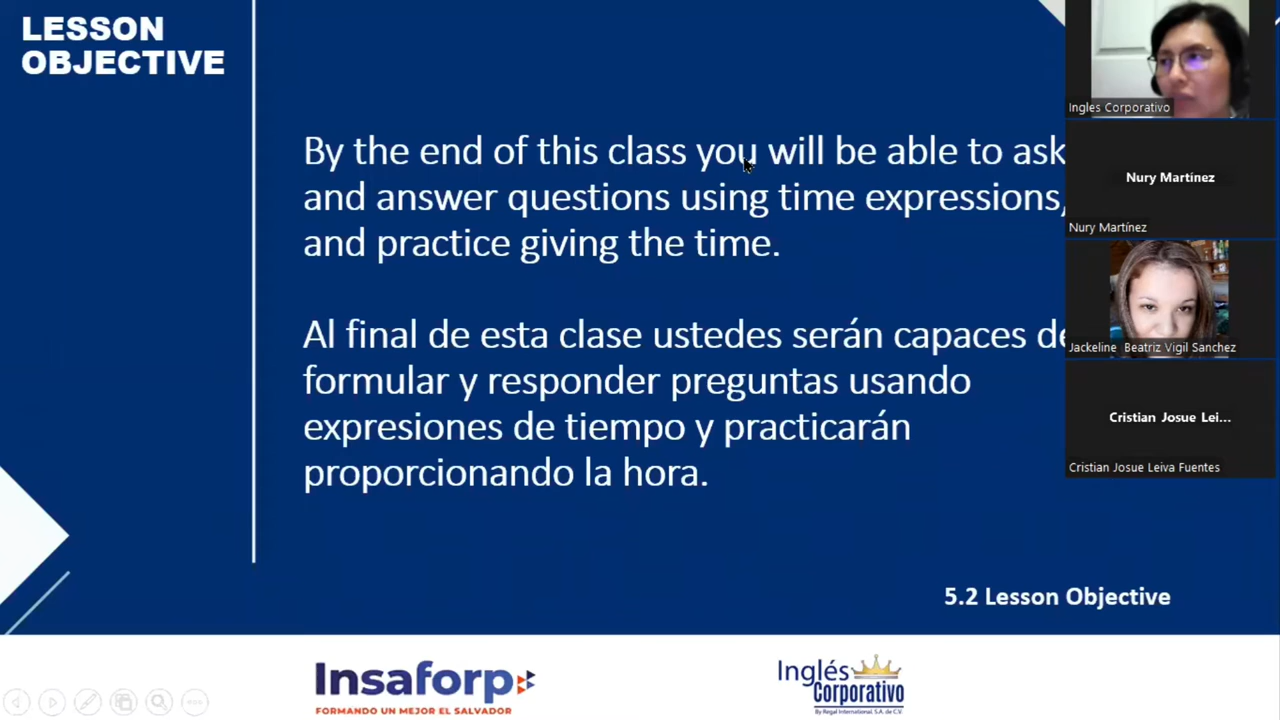 LESSON
OBJECTIVE
By the end of this class you will be able to ask
and answer questions using time expressions,
and practice giving the time.
Al final de esta clase ustedes serán capaces de
formular y responder preguntas usando
expresiones de tiempo y practicarán
proporcionando la hora.
5.2 Lesson Objective
Insaforp
FORMANDO UN MEJOR EL SALVADOR
Inglés
Corporativo
By Regal International, S.A. de C.V.
Ingles Corporativo
Nury Martínez
Nury Martínez
Jackeline Beatriz Vigil Sanchez
Cristian Josue Lei...
Cristian Josue Leiva Fuentes